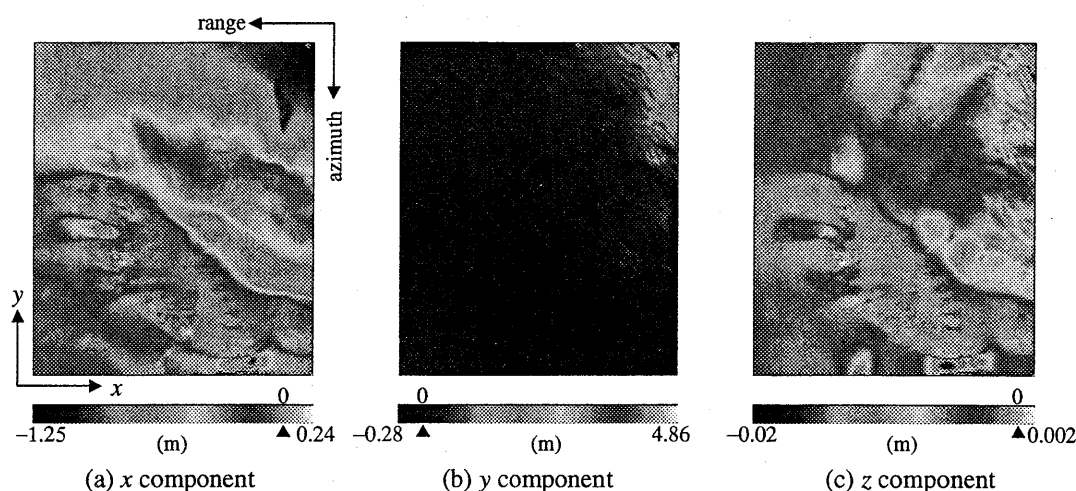 range
azimuth
y
x
0
0
0
−1.25
(m)
0.24
−0.28
(m)
4.86
−0.02
(m)
0.002
(a) x component
(b) y component
(c) z component